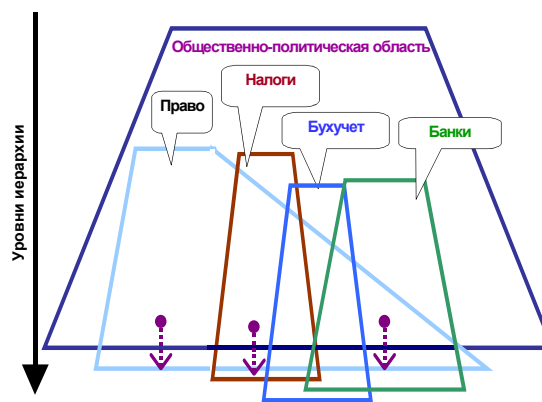 Общественно-политическая область
Налоги
Право
Бухучет
Банки
Уровни иерархии